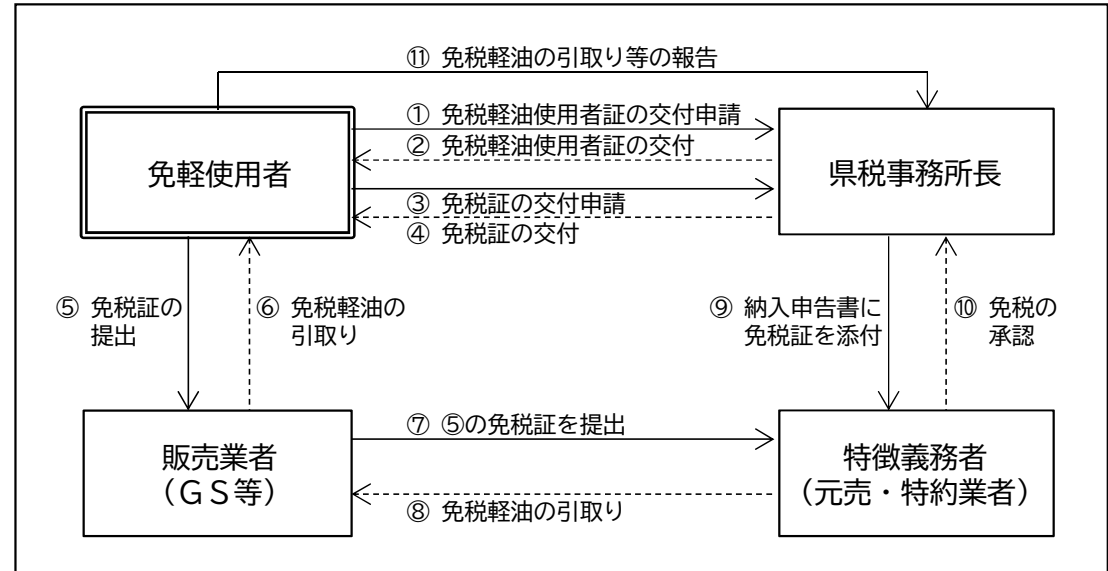 ⑪ 免税軽油の引取り等の報告
免軽使用者
① 免税軽油使用者証の交付申請
② 免税軽油使用者証の交付
③ 免税証の交付申請
④ 免税証の交付
県税事務所長
⑤ 免税証の
提出
⑥ 免税軽油の
引取り
⑨ 納入申告書に
免税証を添付
⑩ 免税の
承認
販売業者
（ＧＳ等）
⑦ ⑤の免税証を提出
⑧ 免税軽油の引取り
特徴義務者
（元売・特約業者）